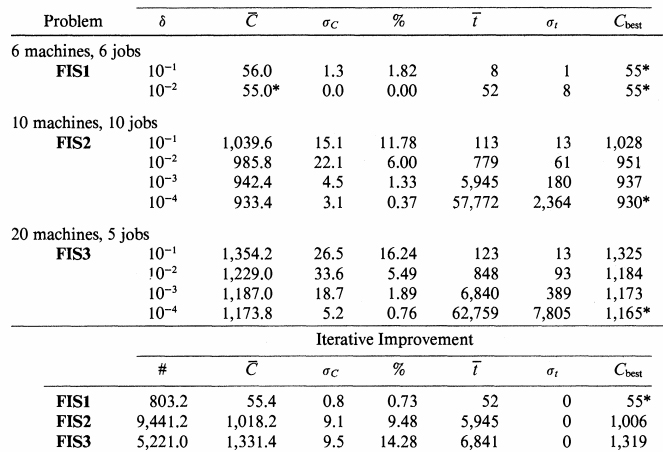 Problem δ C̅ σ_C % t̅ σ_t C_best
6 machines, 6 jobs
FIS1 10⁻¹ 56.0 1.3 1.82 8 1 55*
10⁻² 55.0* 0.0 0.00 52 8 55*
10 machines, 10 jobs
FIS2 10⁻¹ 1,039.6 15.1 11.78 113 13 1,028
10⁻² 985.8 22.1 6.00 779 61 951
10⁻³ 942.4 4.5 1.33 5,945 180 937
10⁻⁴ 933.4 3.1 0.37 57,772 2,364 930*
20 machines, 5 jobs
FIS3 10⁻¹ 1,354.2 26.5 16.24 123 13 1,325
10⁻² 1,229.0 33.6 5.49 848 93 1,184
10⁻³ 1,187.0 18.7 1.89 6,840 389 1,173
10⁻⁴ 1,173.8 5.2 0.76 62,759 7,805 1,165*
Iterative Improvement
# C̅ σ_C % t̅ σ_t C_best
FIS1 803.2 55.4 0.8 0.73 52 0 55*
FIS2 9,441.2 1,018.2 9.1 9.48 5,945 0 1,006
FIS3 5,221.0 1,331.4 9.5 14.28 6,841 0 1,319